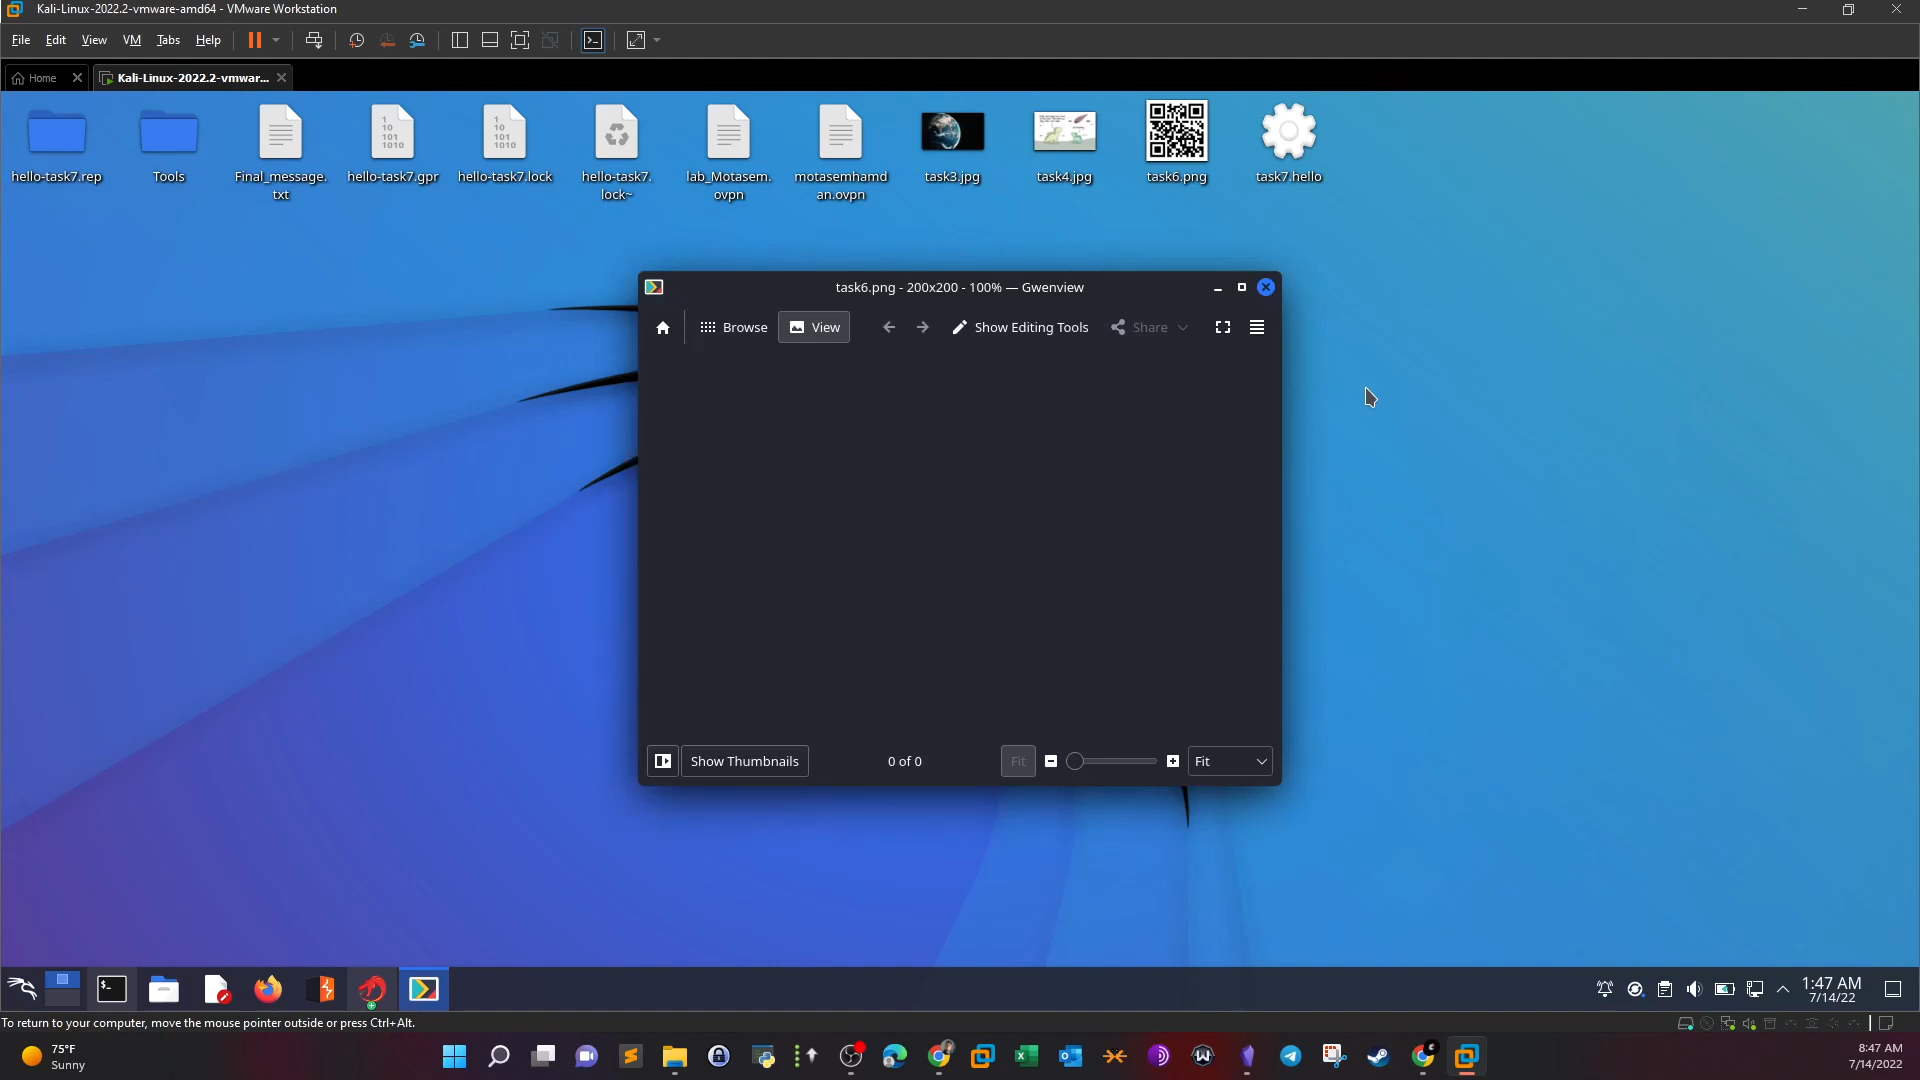 Kali-Linux-2022.2-vmware-amd64 - VMware Workstation
File Edit View VM Tabs Help
Home
Kali-Linux-2022.2-vmwar...
hello-task7.rep
Tools
Final_message.
txt
hello-task7.gpr
hello-task7.lock
hello-task7.
lock~
lab_Motasem.
ovpn
motasemhamd
an.ovpn
task3.jpg
task4.jpg
task6.png
task7.hello
task6.png - 200x200 - 100% — Gwenview
Browse View Show Editing Tools Share
Show Thumbnails 0 of 0 Fit Fit
1:47 AM
7/14/22
To return to your computer, move the mouse pointer outside or press Ctrl+Alt.
75°F
Sunny
8:47 AM
7/14/2022